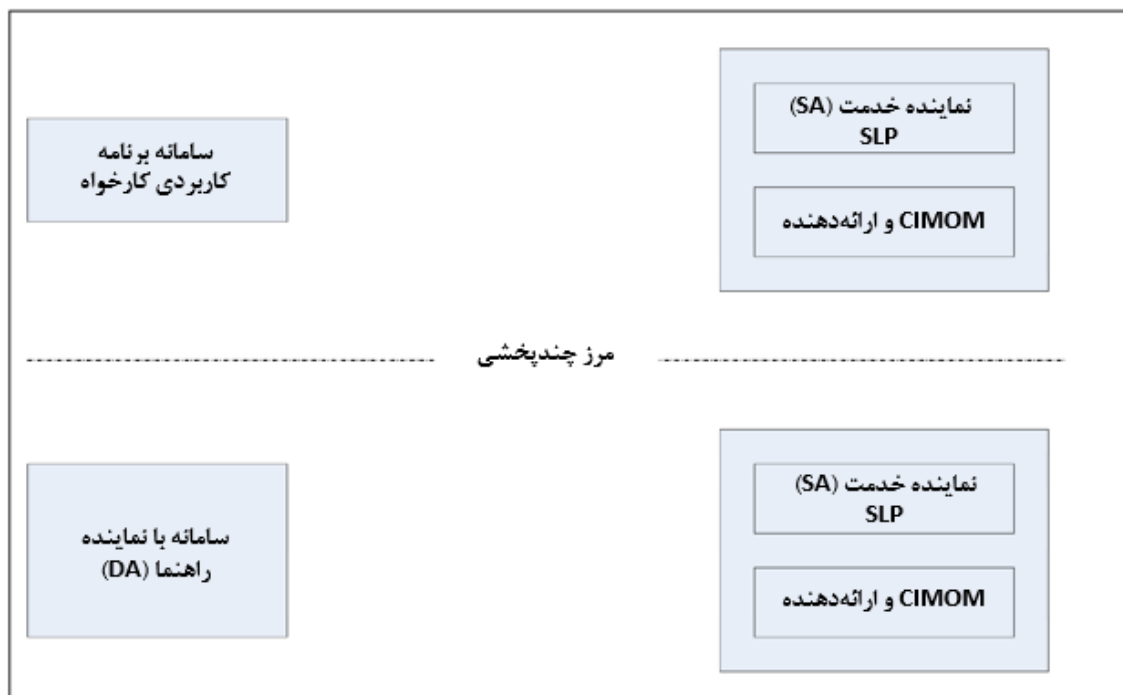 نماینده خدمت (SA)
SLP
CIMOM و ارائه‌دهنده
سامانه برنامه
کاربردی کارخواه
مرز چندپخشی
نماینده خدمت (SA)
SLP
CIMOM و ارائه‌دهنده
سامانه با نماینده
راهنما (DA)